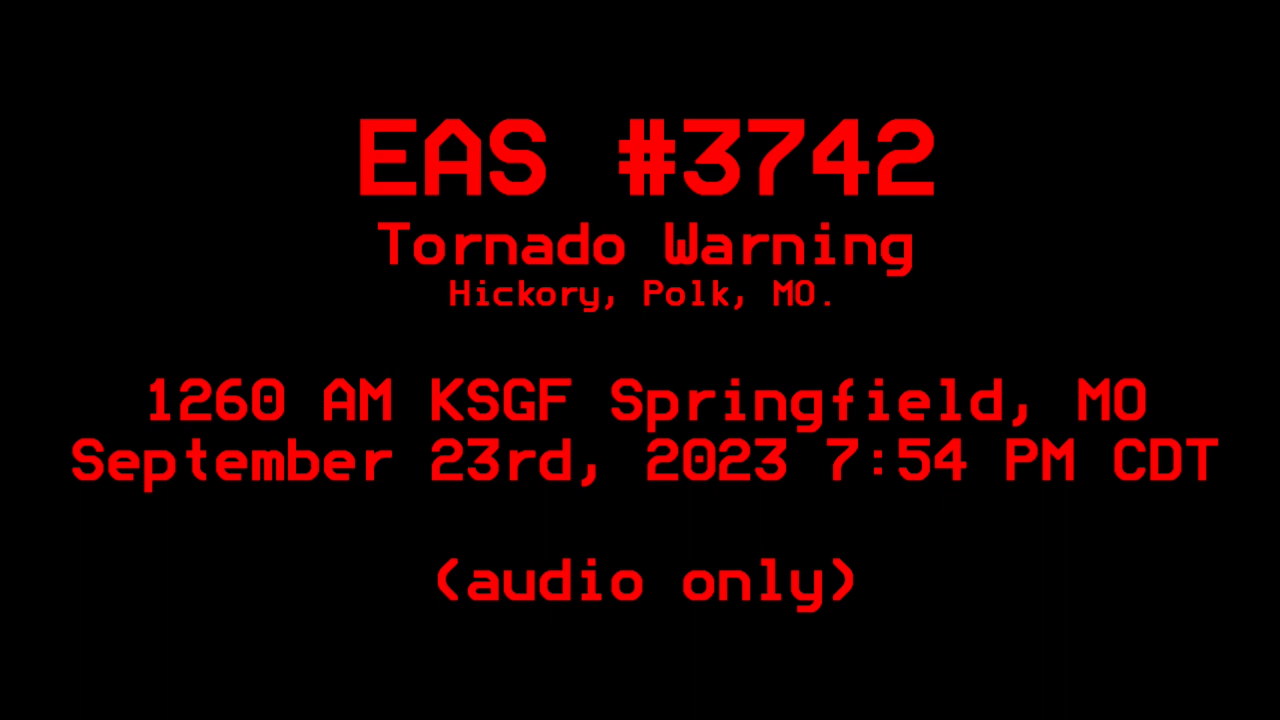 EAS #3742
Tornado Warning
Hickory, Polk, MO.
1260 AM KSGF Springfield, MO
September 23rd, 2023 7:54 PM CDT
(audio only)